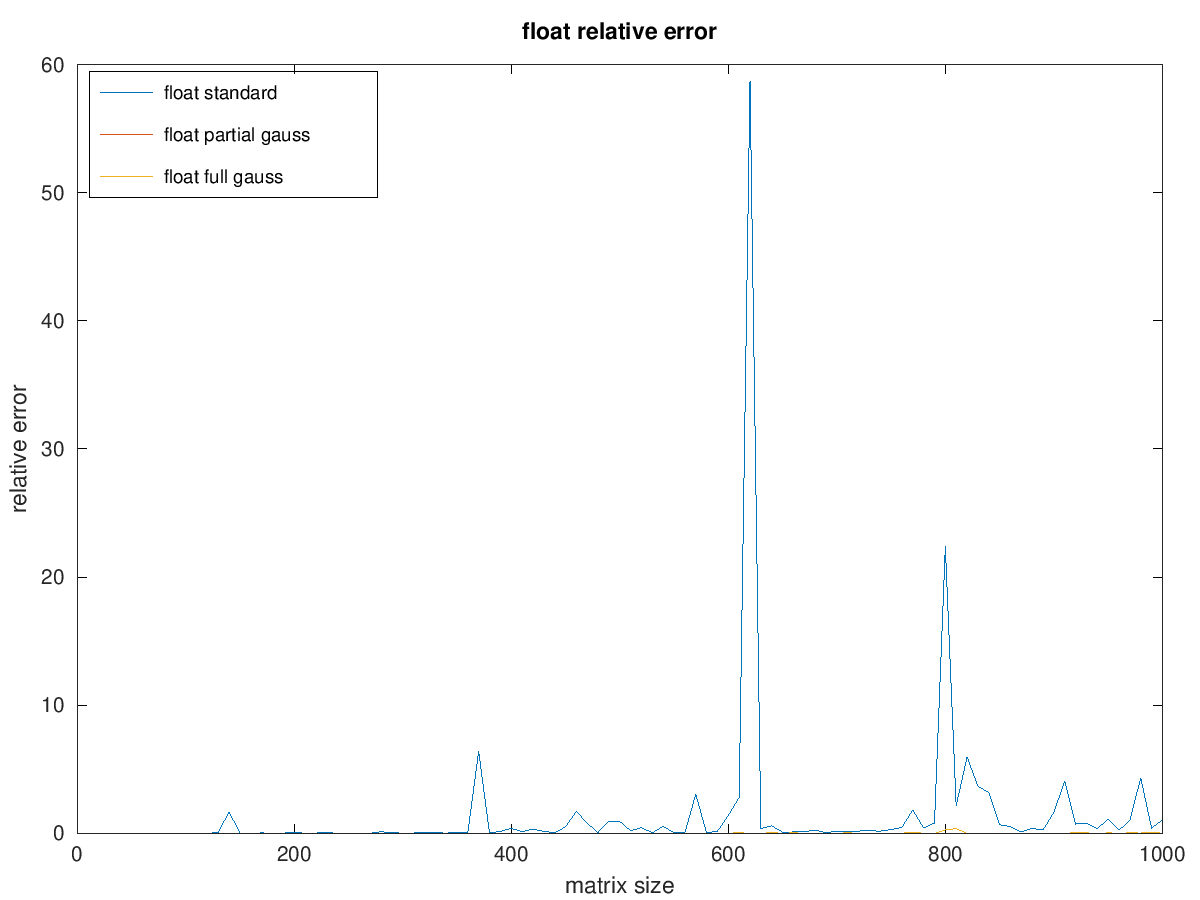 float relative error
60
float standard
float partial gauss
float full gauss
50
40
30
20
10
0
relative error
0 200 400 600 800 1000
matrix size